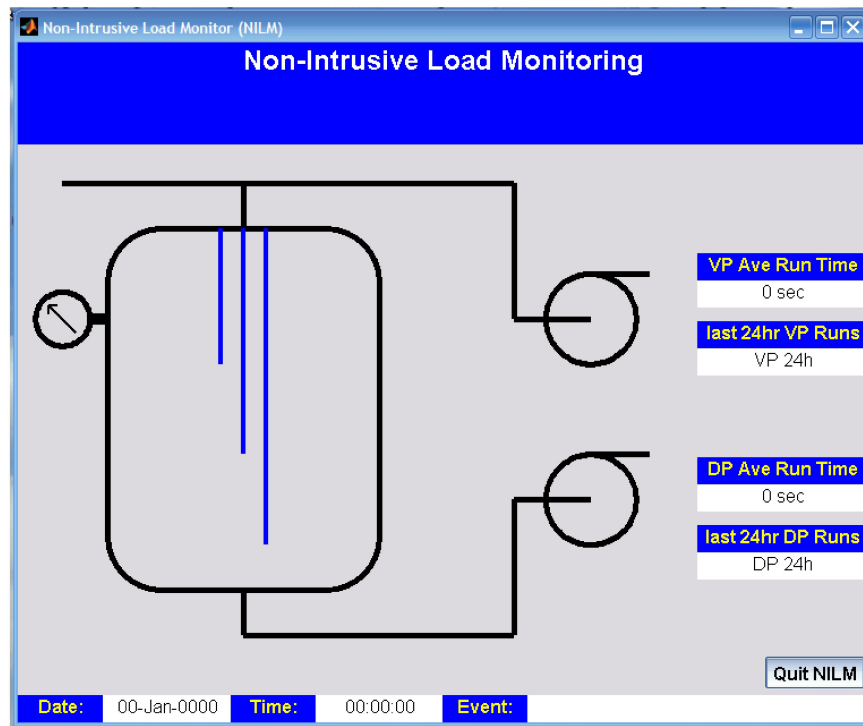 Non-Intrusive Load Monitor (NILM)
Non-Intrusive Load Monitoring
VP Ave Run Time
0 sec
last 24hr VP Runs
VP 24h
DP Ave Run Time
0 sec
last 24hr DP Runs
DP 24h
Quit NILM
Date: 00-Jan-0000 Time: 00:00:00 Event: